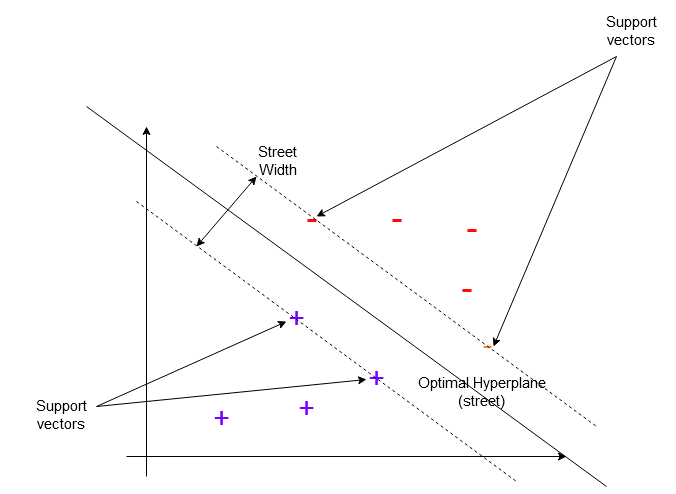 Support
vectors
Street
Width
Optimal Hyperplane
(street)
Support
vectors